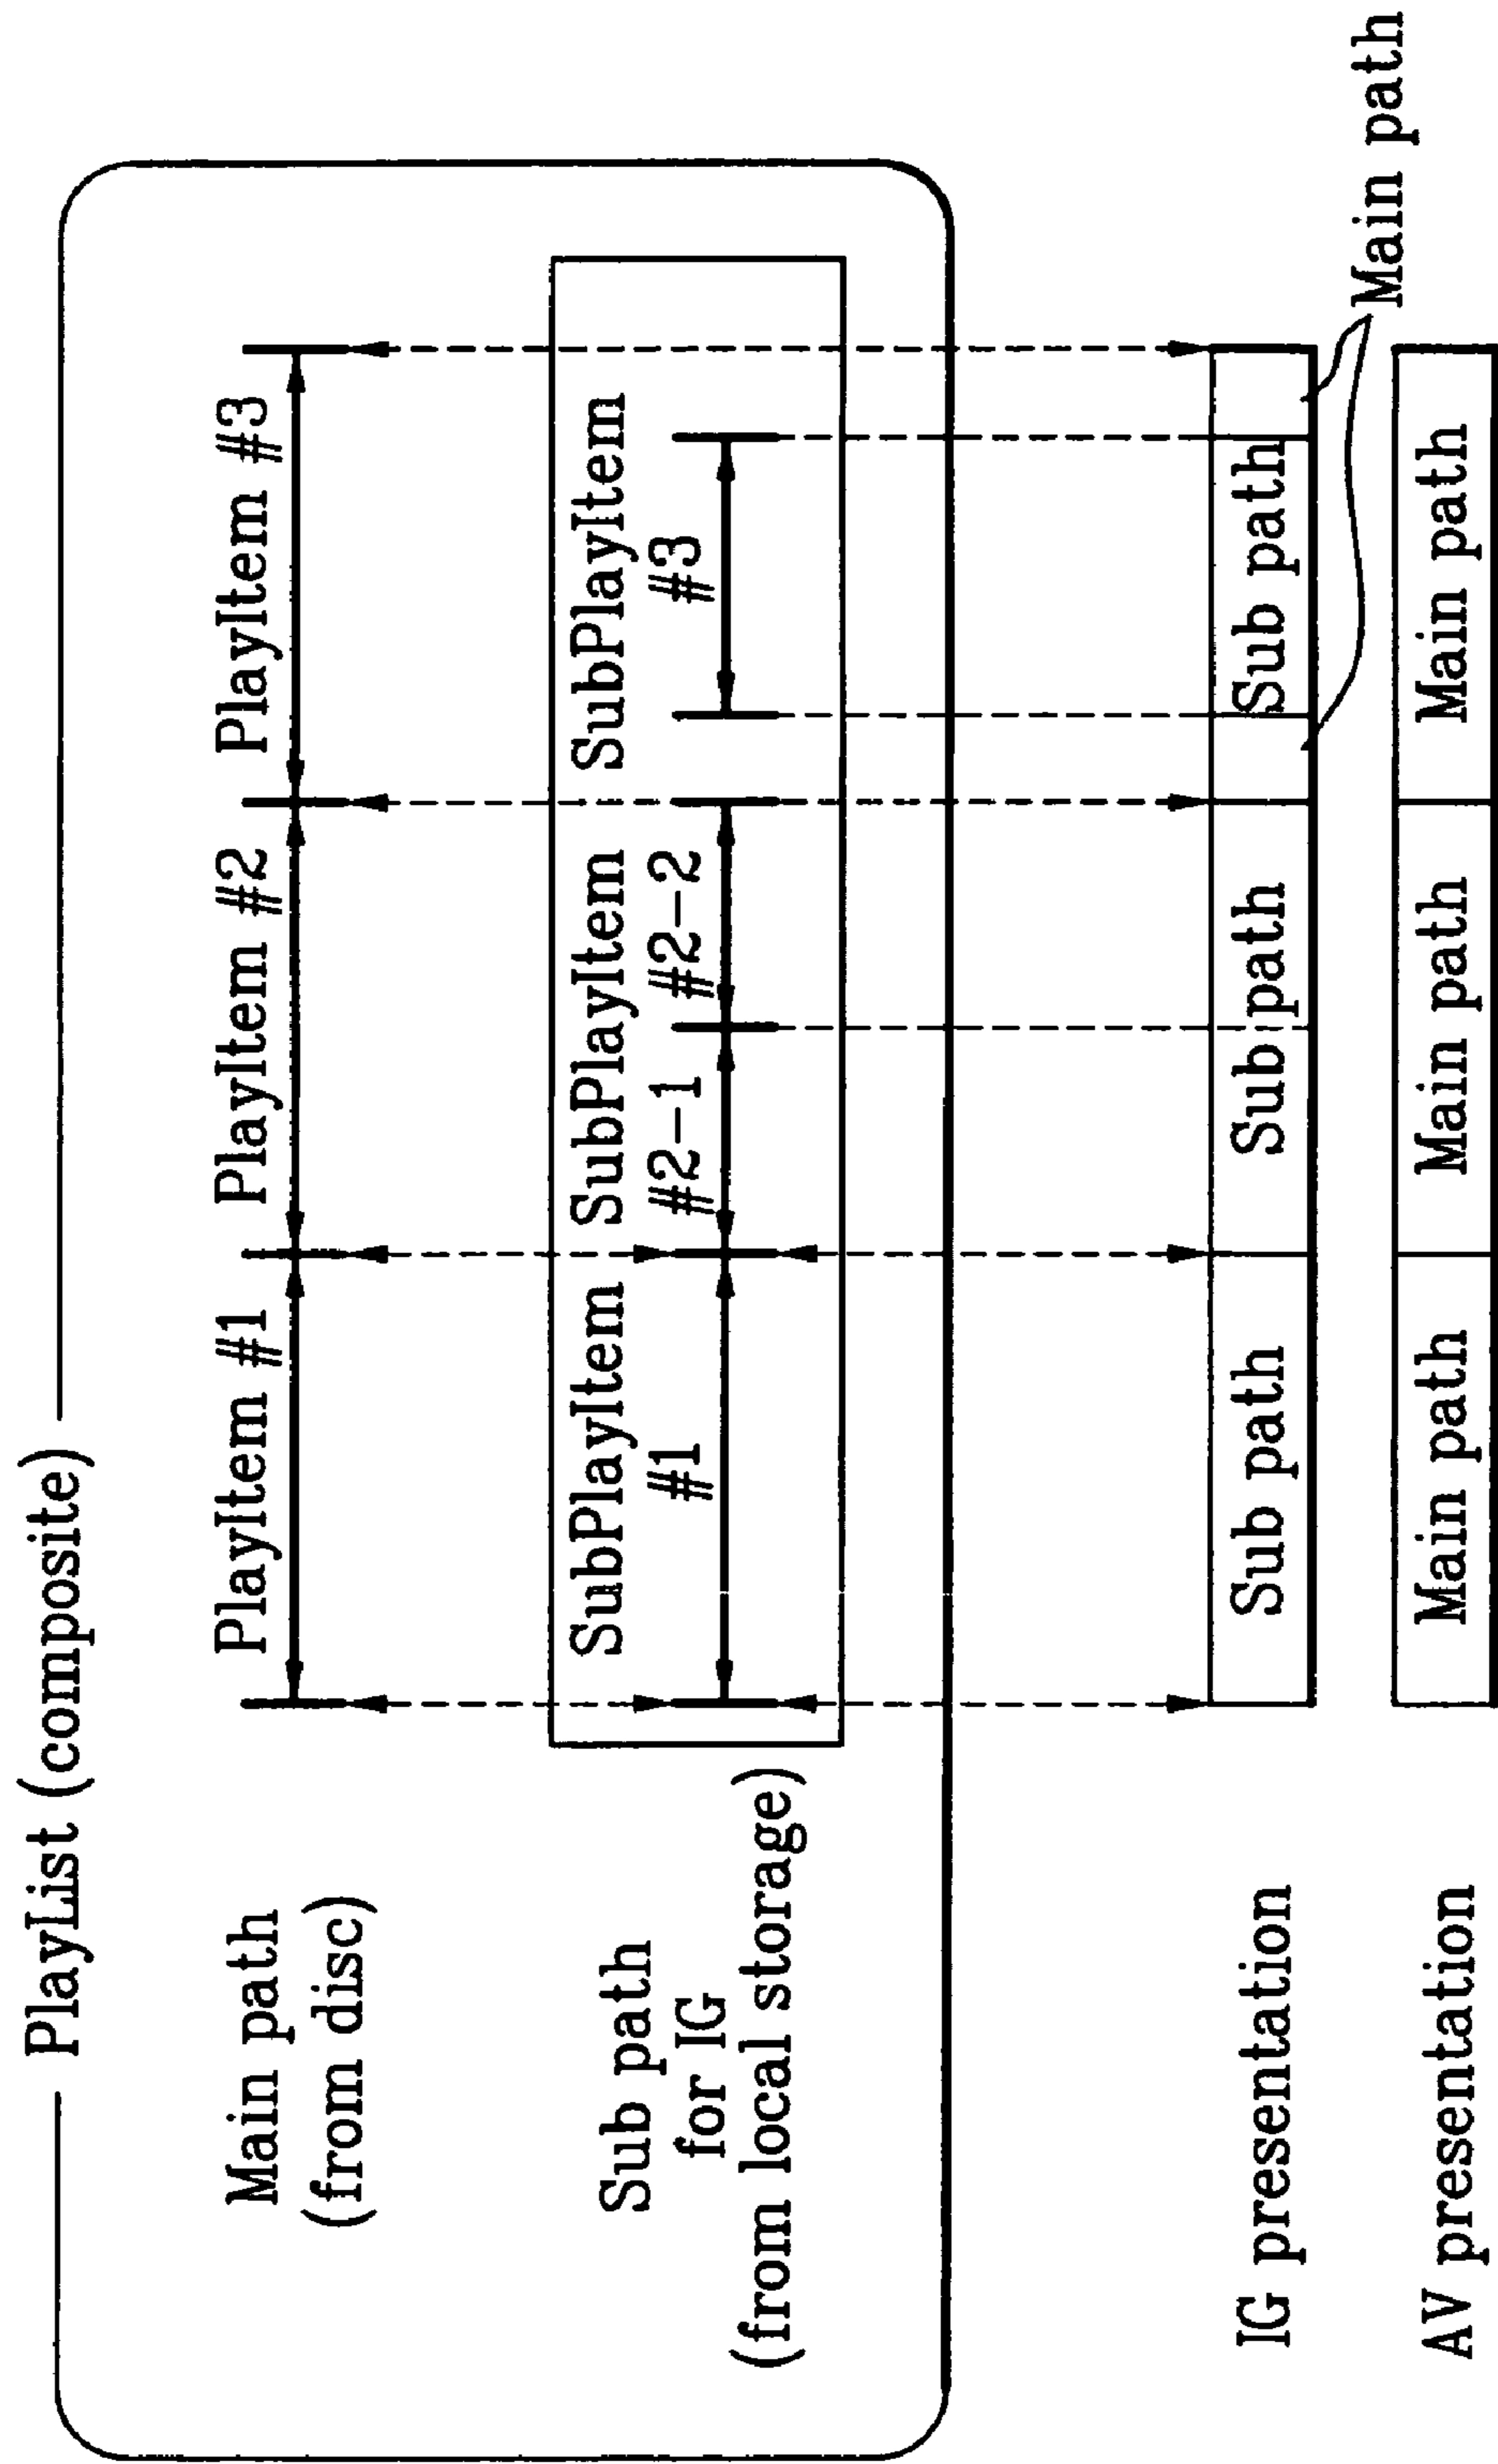 PlayList (composite)
Main path
(from disc)
PlayItem #1
PlayItem #2
PlayItem #3
Sub path
for IG
(from local storage)
SubPlayItem
#1
SubPlayItem
#2-1
#2-2
SubPlayItem
#3
IG presentation
Sub path
Sub path
Sub path
Main path
AV presentation
Main path
Main path
Main path